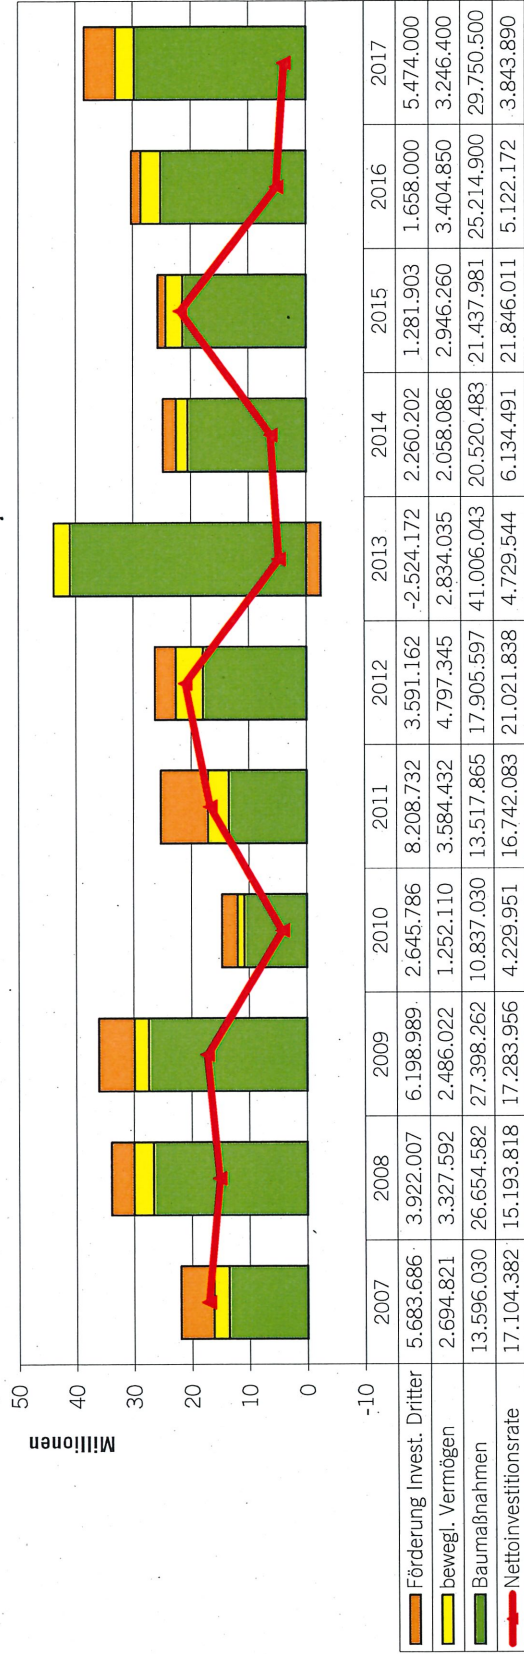 Millionen
50
40
30
20
10
0
-10
2007 2008 2009 2010 2011 2012 2013 2014 2015 2016 2017
Förderung Invest. Dritter 5.683.686 3.922.007 6.198.989 2.645.786 8.208.732 3.591.162 -2.524.172 2.260.202 1.281.903 1.658.000 5.474.000
bewegl. Vermögen 2.694.821 3.327.592 2.486.022 1.252.110 3.584.432 4.797.345 2.834.035 2.058.086 2.946.260 3.404.850 3.246.400
Baumaßnahmen 13.596.030 26.654.582 27.398.262 10.837.030 13.517.865 17.905.597 41.006.043 20.520.483 21.437.981 25.214.900 29.750.500
Nettoinvestitionsrate 17.104.382 15.193.818 17.283.956 4.229.951 16.742.083 21.021.838 4.729.544 6.134.491 21.846.011 5.122.172 3.843.890